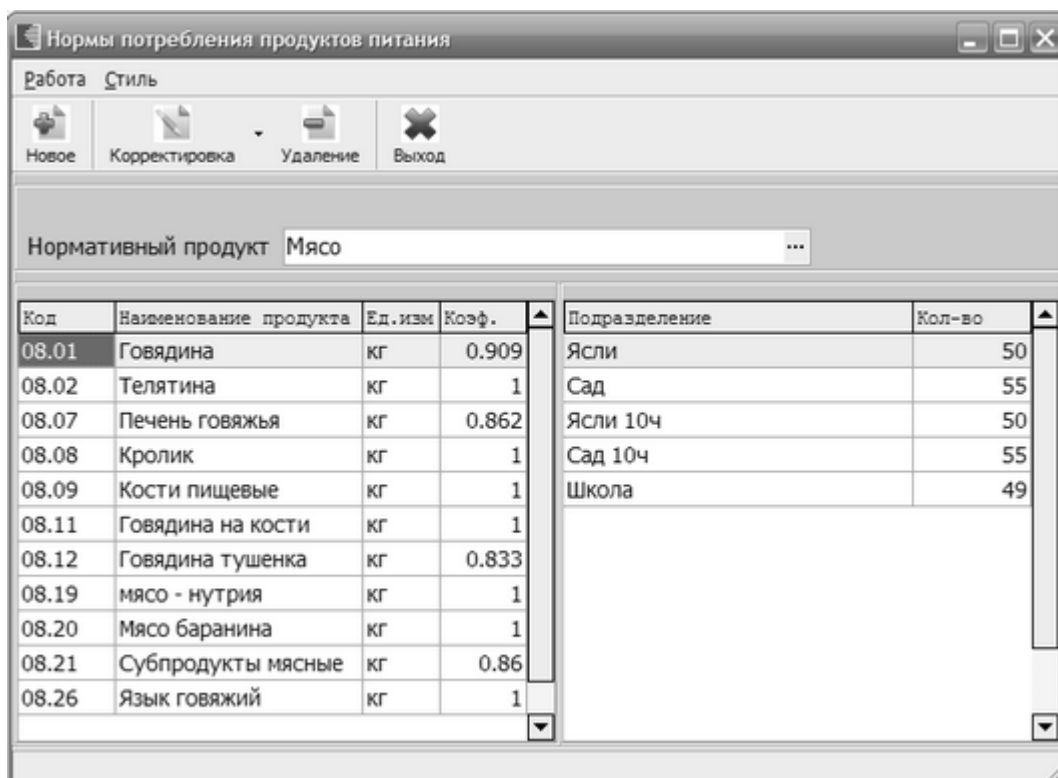 Нормы потребления продуктов питания
Работа Стиль
Новое Корректировка Удаление Выход
Нормативный продукт Мясо ...
Код Наименование продукта Ед.изм Коэф.
08.01 Говядина кг 0.909
08.02 Телятина кг 1
08.07 Печень говяжья кг 0.862
08.08 Кролик кг 1
08.09 Кости пищевые кг 1
08.11 Говядина на кости кг 1
08.12 Говядина тушенка кг 0.833
08.19 мясо - нутрия кг 1
08.20 Мясо баранина кг 1
08.21 Субпродукты мясные кг 0.86
08.26 Язык говяжий кг 1
Подразделение Кол-во
Ясли 50
Сад 55
Ясли 10ч 50
Сад 10ч 55
Школа 49